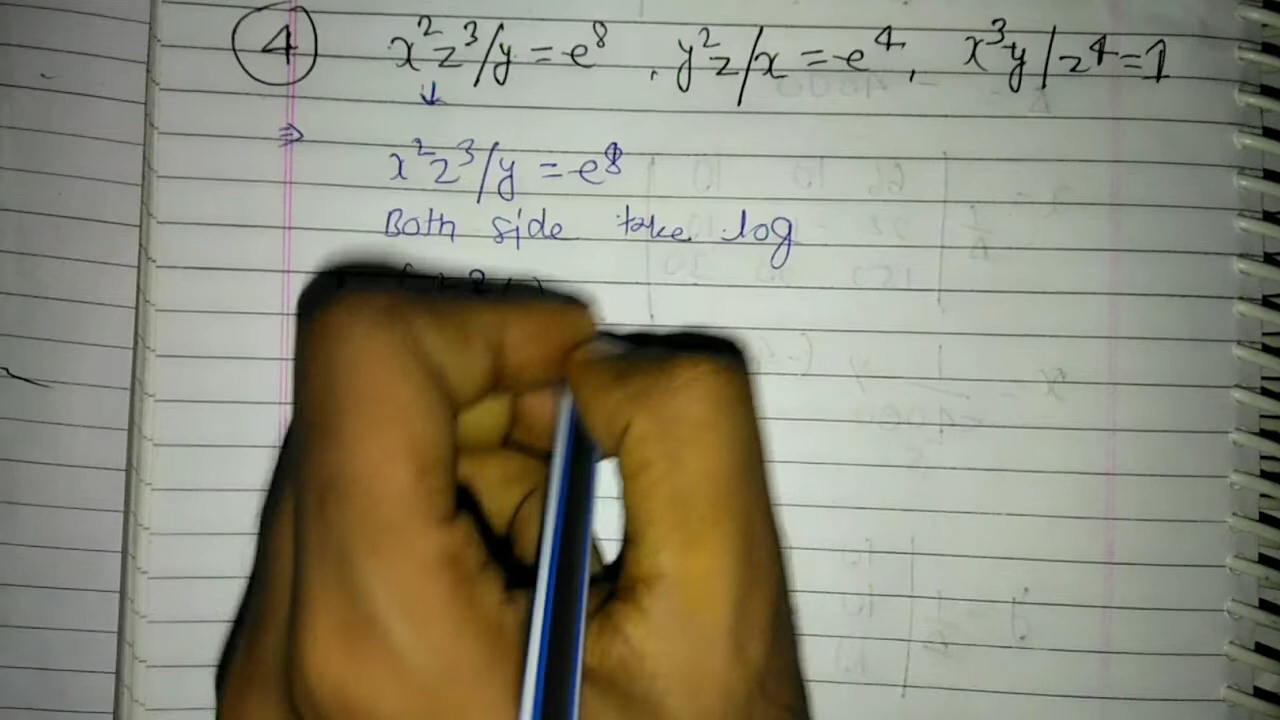 4 x²z³/y = e⁸ , y²z/x = e⁴, x³y/z⁴=1
⇒ x²z³/y = e⁸
Both side take log